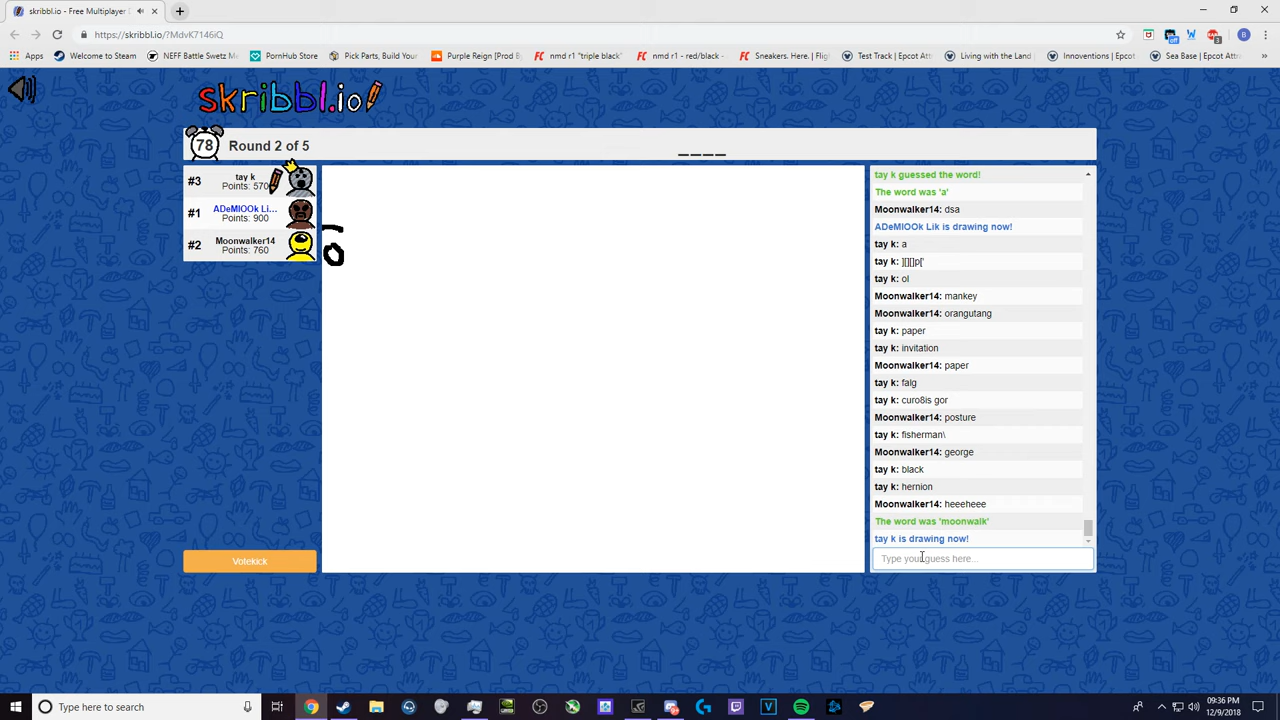 skribbl.io - Free Multiplayer D
https://skribbl.io/?MdvK7146iQ
B
Apps Welcome to Steam NEFF Battle Swetz Me PornHub Store Pick Parts, Build Your Purple Reign [Prod By nmd r1 "triple black" nmd r1 - red/black - Sneakers. Here. | Flight Test Track | Epcot Att Living with the Land Innoventions | Epcot Sea Base | Epcot Attra
skribbl.io
78 Round 2 of 5 ____
#3 tay k
Points: 570
#1 ADeMIOOk Li...
Points: 900
#2 Moonwalker14
Points: 760
Votekick
tay k guessed the word!
The word was 'a'
Moonwalker14: dsa
ADeMIOOk Lik is drawing now!
tay k: a
tay k: ][][]p['
tay k: ol
Moonwalker14: mankey
Moonwalker14: orangutang
tay k: paper
tay k: invitation
Moonwalker14: paper
tay k: falg
tay k: curo8is gor
Moonwalker14: posture
tay k: fisherman\
Moonwalker14: george
tay k: black
tay k: hernion
Moonwalker14: heeeheee
The word was 'moonwalk'
tay k is drawing now!
Type your guess here...
Type here to search
09:36 PM
12/9/2018